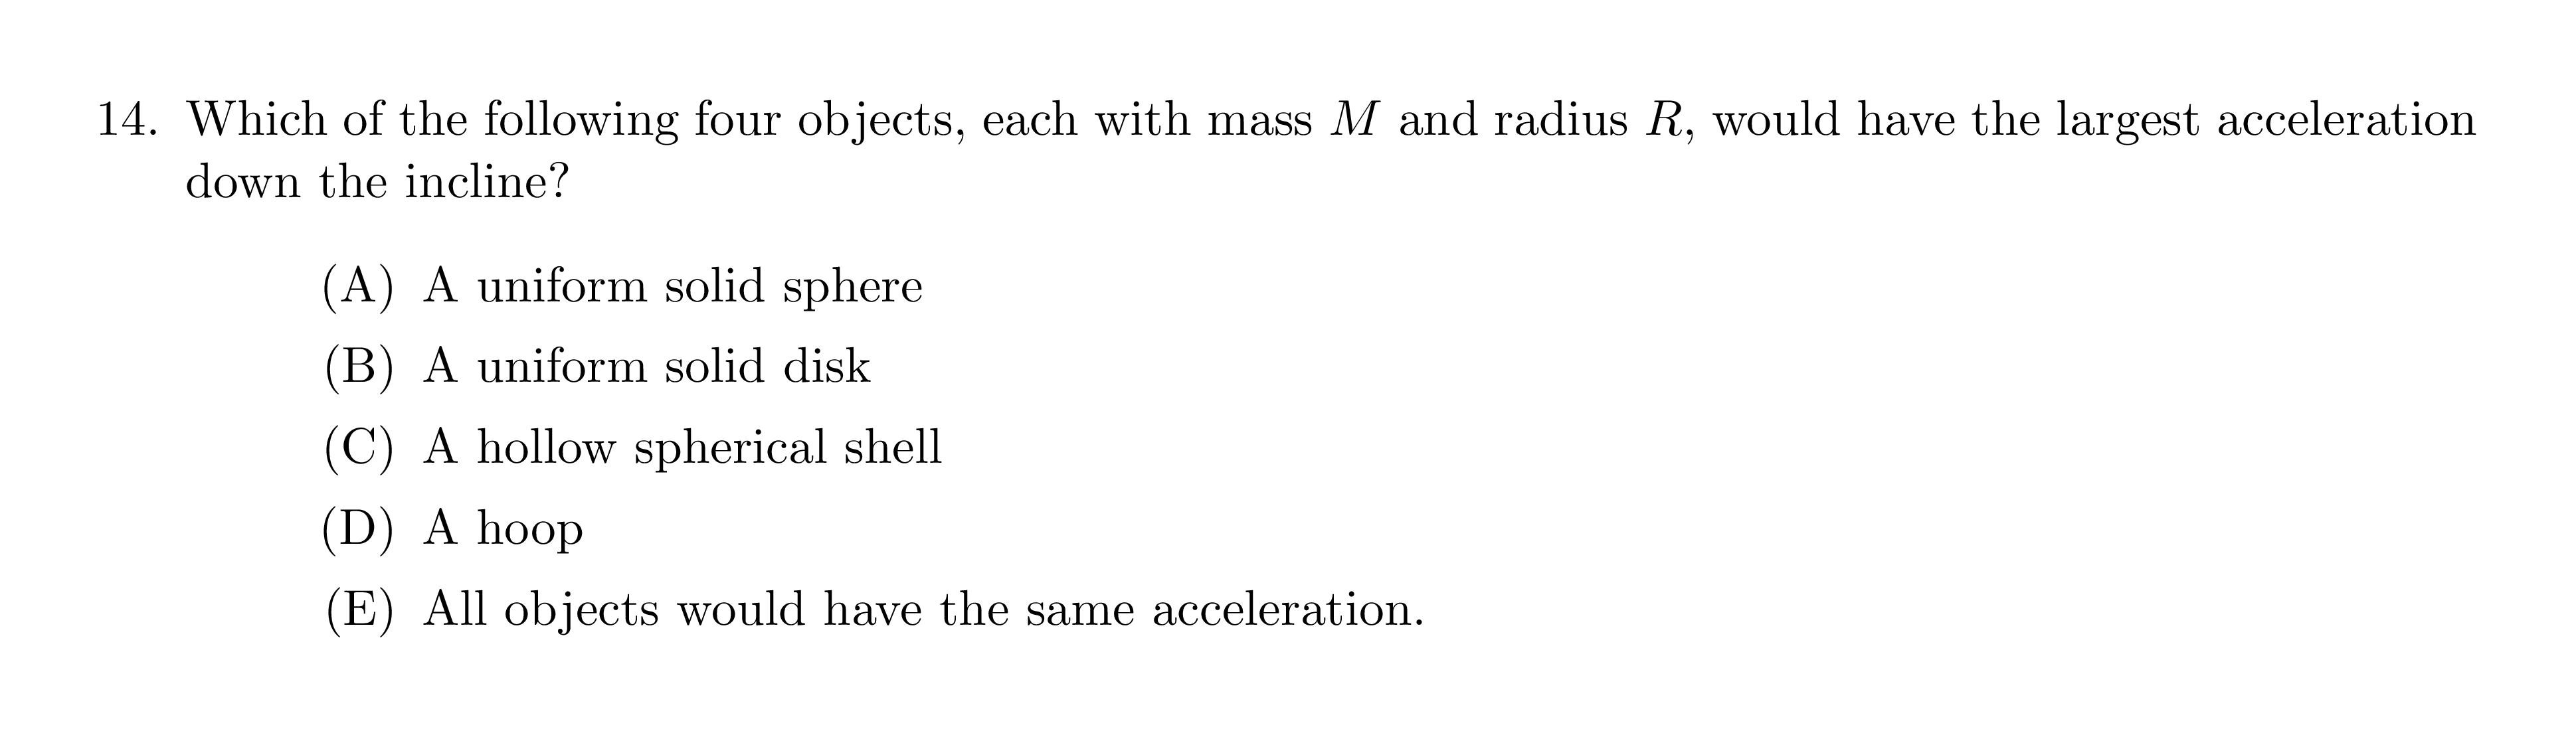 14. Which of the following four objects, each with mass M and radius R, would have the largest acceleration
down the incline?
(A) A uniform solid sphere
(B) A uniform solid disk
(C) A hollow spherical shell
(D) A hoop
(E) All objects would have the same acceleration.